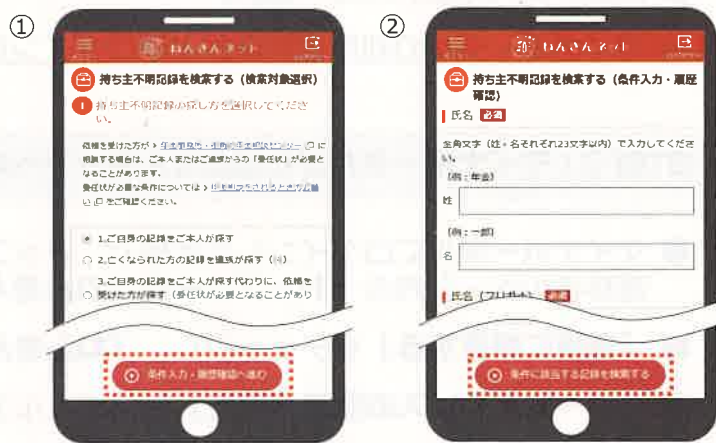 ①
ねんきんネット
持ち主不明記録を検索する（検索対象選択）
持ち主不明記録の探し方を選択してくださ
い。
依頼を受けた方が
に
相談する場合は、ご本人またはご遺族からの「委任状」が必要と
なることがあります。
委任状が必要な条件については
をご確認ください。
1.ご自身の記録をご本人が探す
2.亡くなられた方の記録を遺族が探す（※）
3.ご自身の記録をご本人が探す代わりに、依頼を
受けた方が探す（委任状が必要となることがあり
条件入力・履歴確認へ進む
②
ねんきんネット
持ち主不明記録を検索する（条件入力・履歴
確認）
氏名 必須
全角文字（姓・名それぞれ23文字以内）で入力してくださ
い。
（例：年金）
姓
（例：一郎）
名
氏名（フリガナ） 必須
条件に該当する記録を検索する